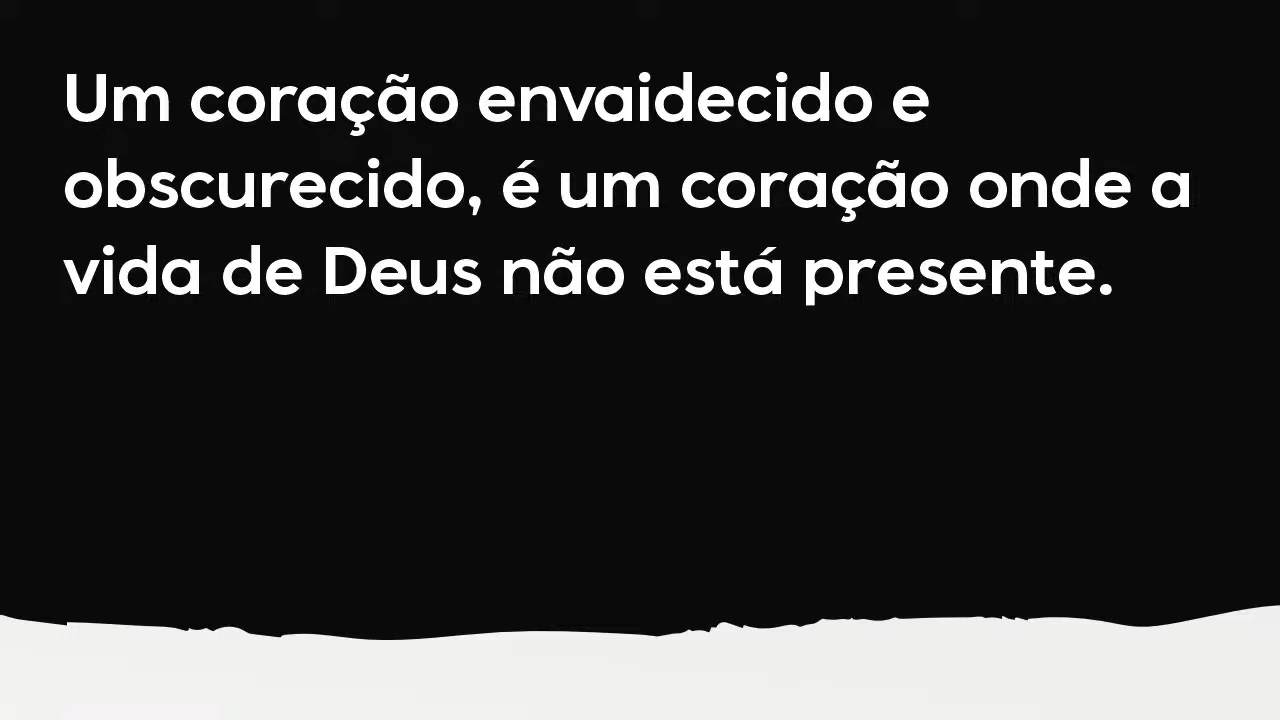 Um coração envaidecido e
obscurecido, é um coração onde a
vida de Deus não está presente.